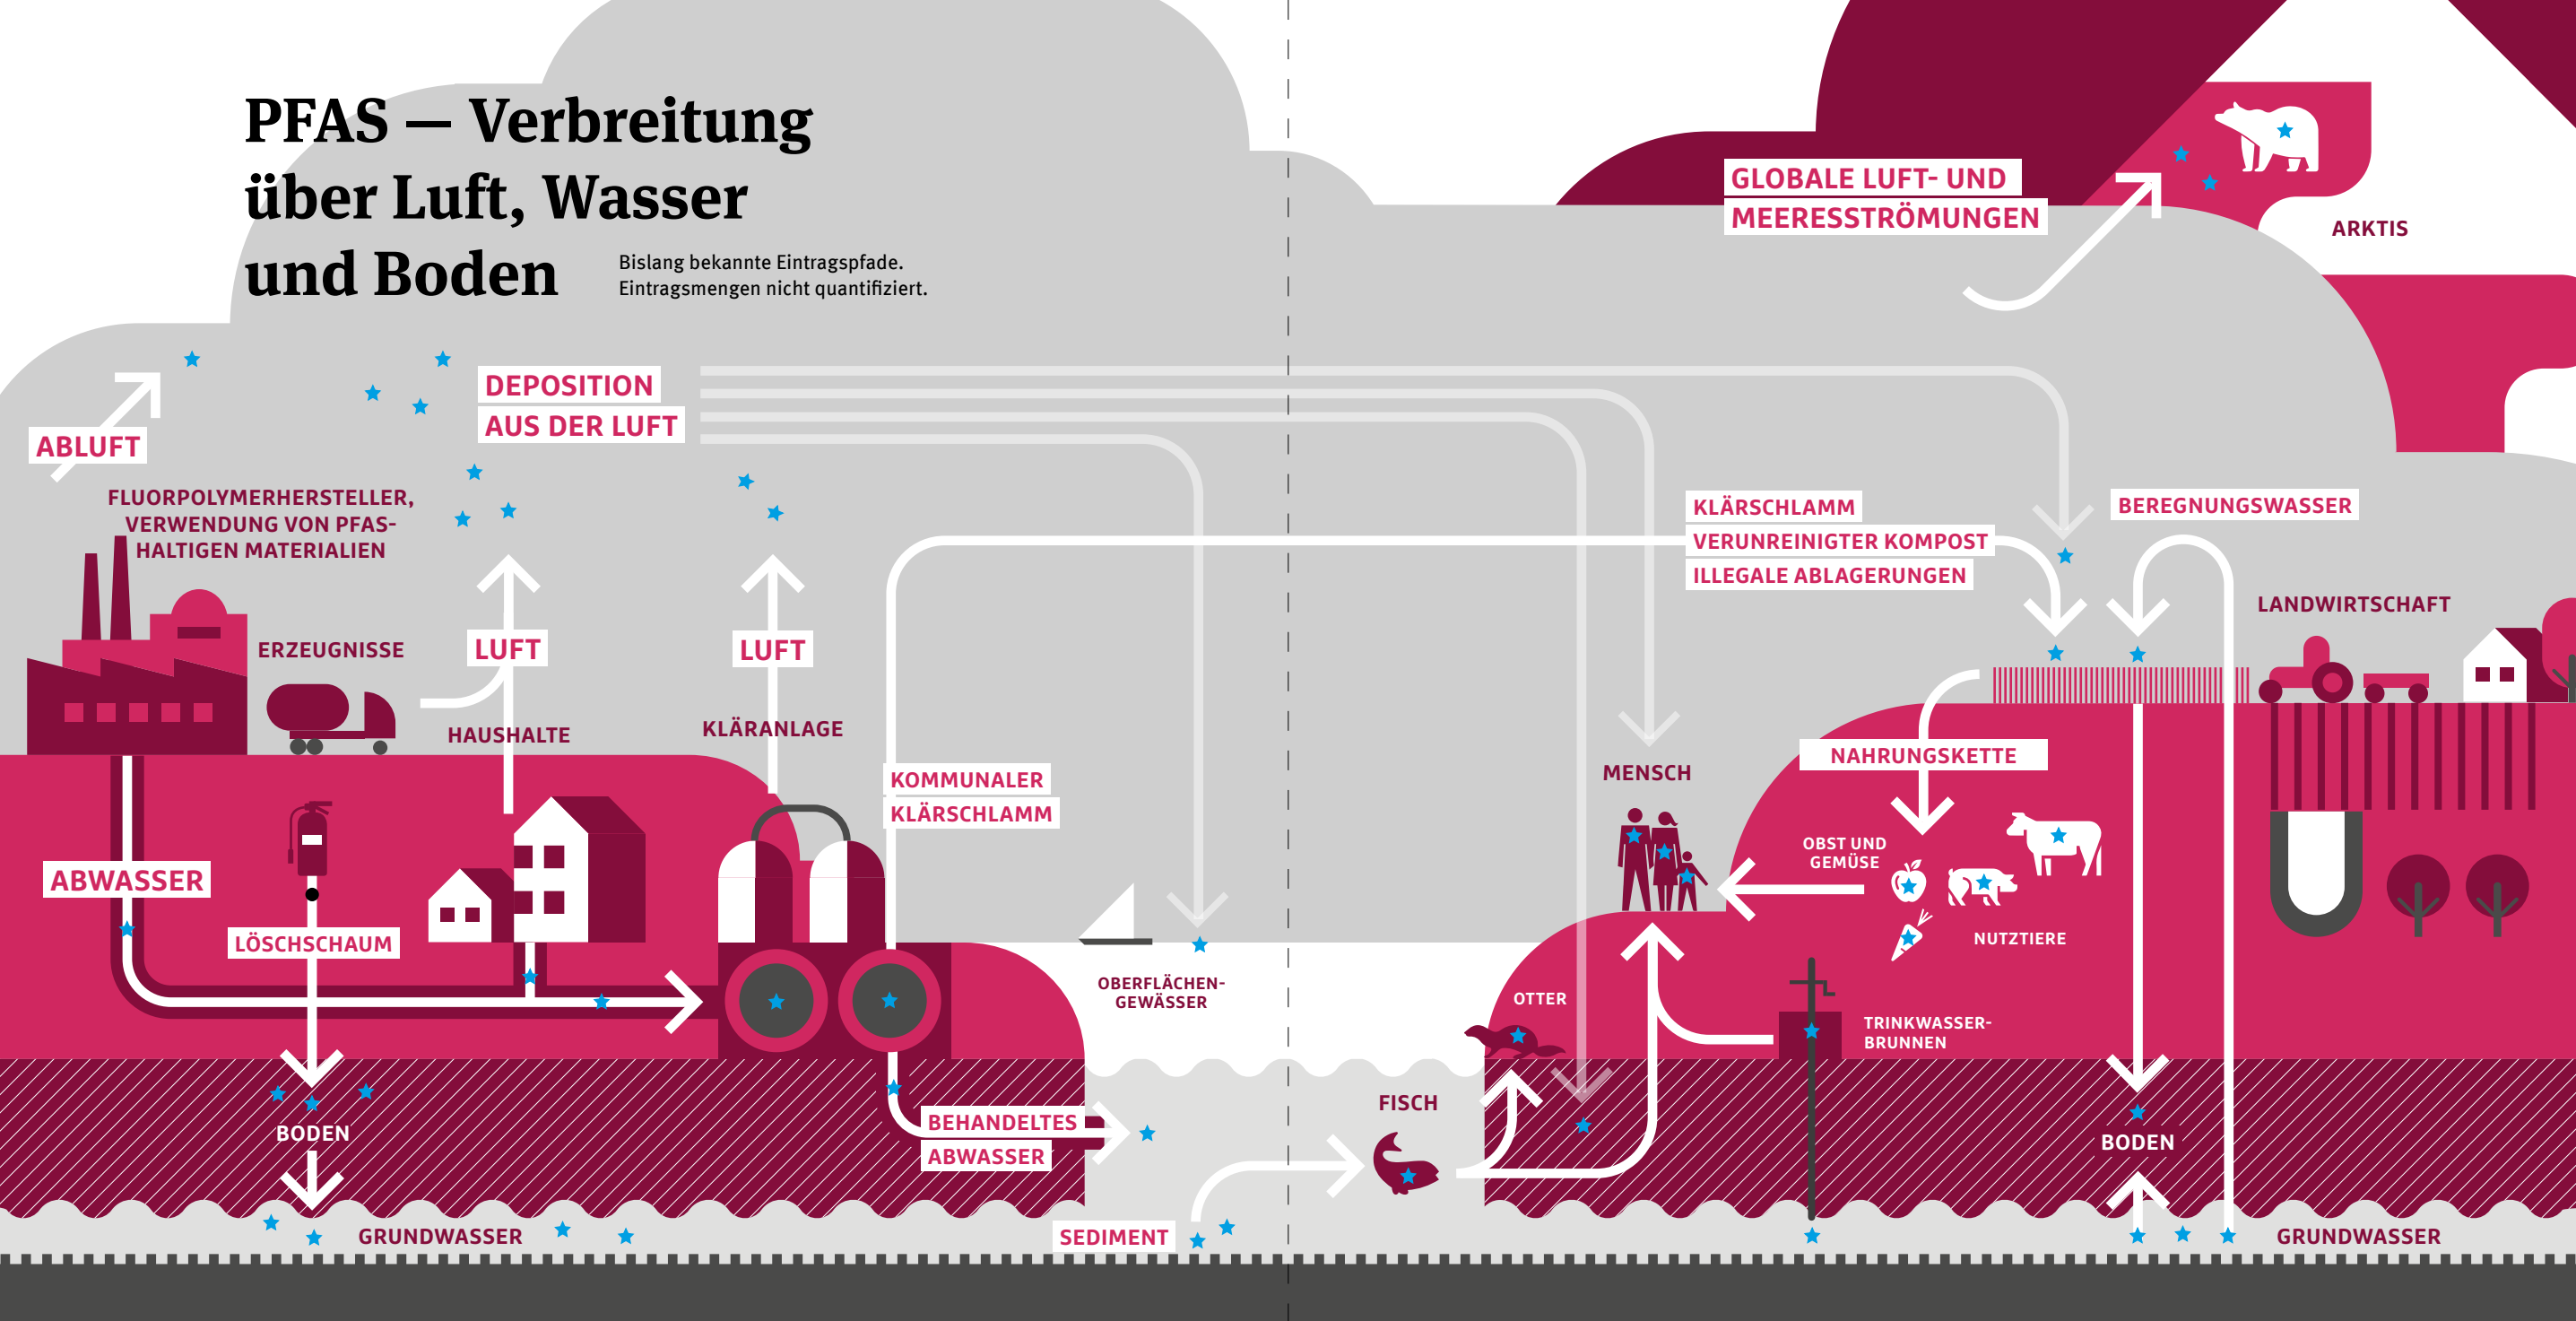 PFAS — Verbreitung
über Luft, Wasser
und Boden
Bislang bekannte Eintragspfade.
Eintragsmengen nicht quantifiziert.
GLOBALE LUFT- UND
MEERESSTRÖMUNGEN
ARKTIS
DEPOSITION
AUS DER LUFT
ABLUFT
FLUORPOLYMERHERSTELLER,
VERWENDUNG VON PFAS-
HALTIGEN MATERIALIEN
ERZEUGNISSE
LUFT
HAUSHALTE
LUFT
KLÄRANLAGE
KOMMUNALER
KLÄRSCHLAMM
KLÄRSCHLAMM
VERUNREINIGTER KOMPOST
ILLEGALE ABLAGERUNGEN
BEREGNUNGSWASSER
LANDWIRTSCHAFT
ABWASSER
LÖSCHSCHAUM
OBERFLÄCHEN-
GEWÄSSER
MENSCH
NAHRUNGSKETTE
OBST UND
GEMÜSE
NUTZTIERE
OTTER
TRINKWASSER-
BRUNNEN
BODEN
BEHANDELTES
ABWASSER
FISCH
BODEN
GRUNDWASSER
SEDIMENT
GRUNDWASSER